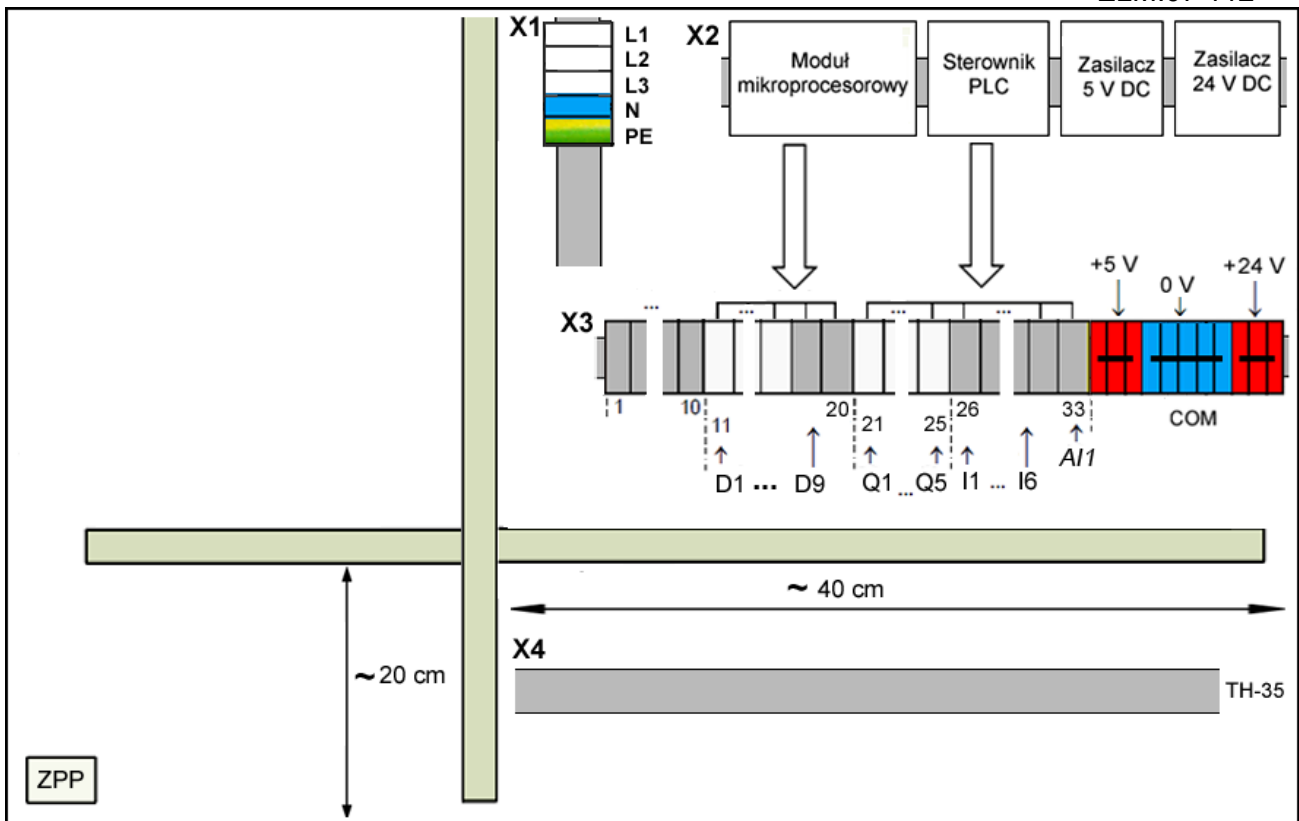 X1
L1
L2
L3
N
PE
X2
Moduł
mikroprocesorowy
Sterownik
PLC
Zasilacz
5 V DC
Zasilacz
24 V DC
+5 V
0 V
+24 V
X3
...
...
...
...
1
10
11
20
21
25
26
33
COM
D1 ... D9
Q1 ... Q5
I1 ... I6
AI1
~ 40 cm
X4
~ 20 cm
TH-35
ZPP